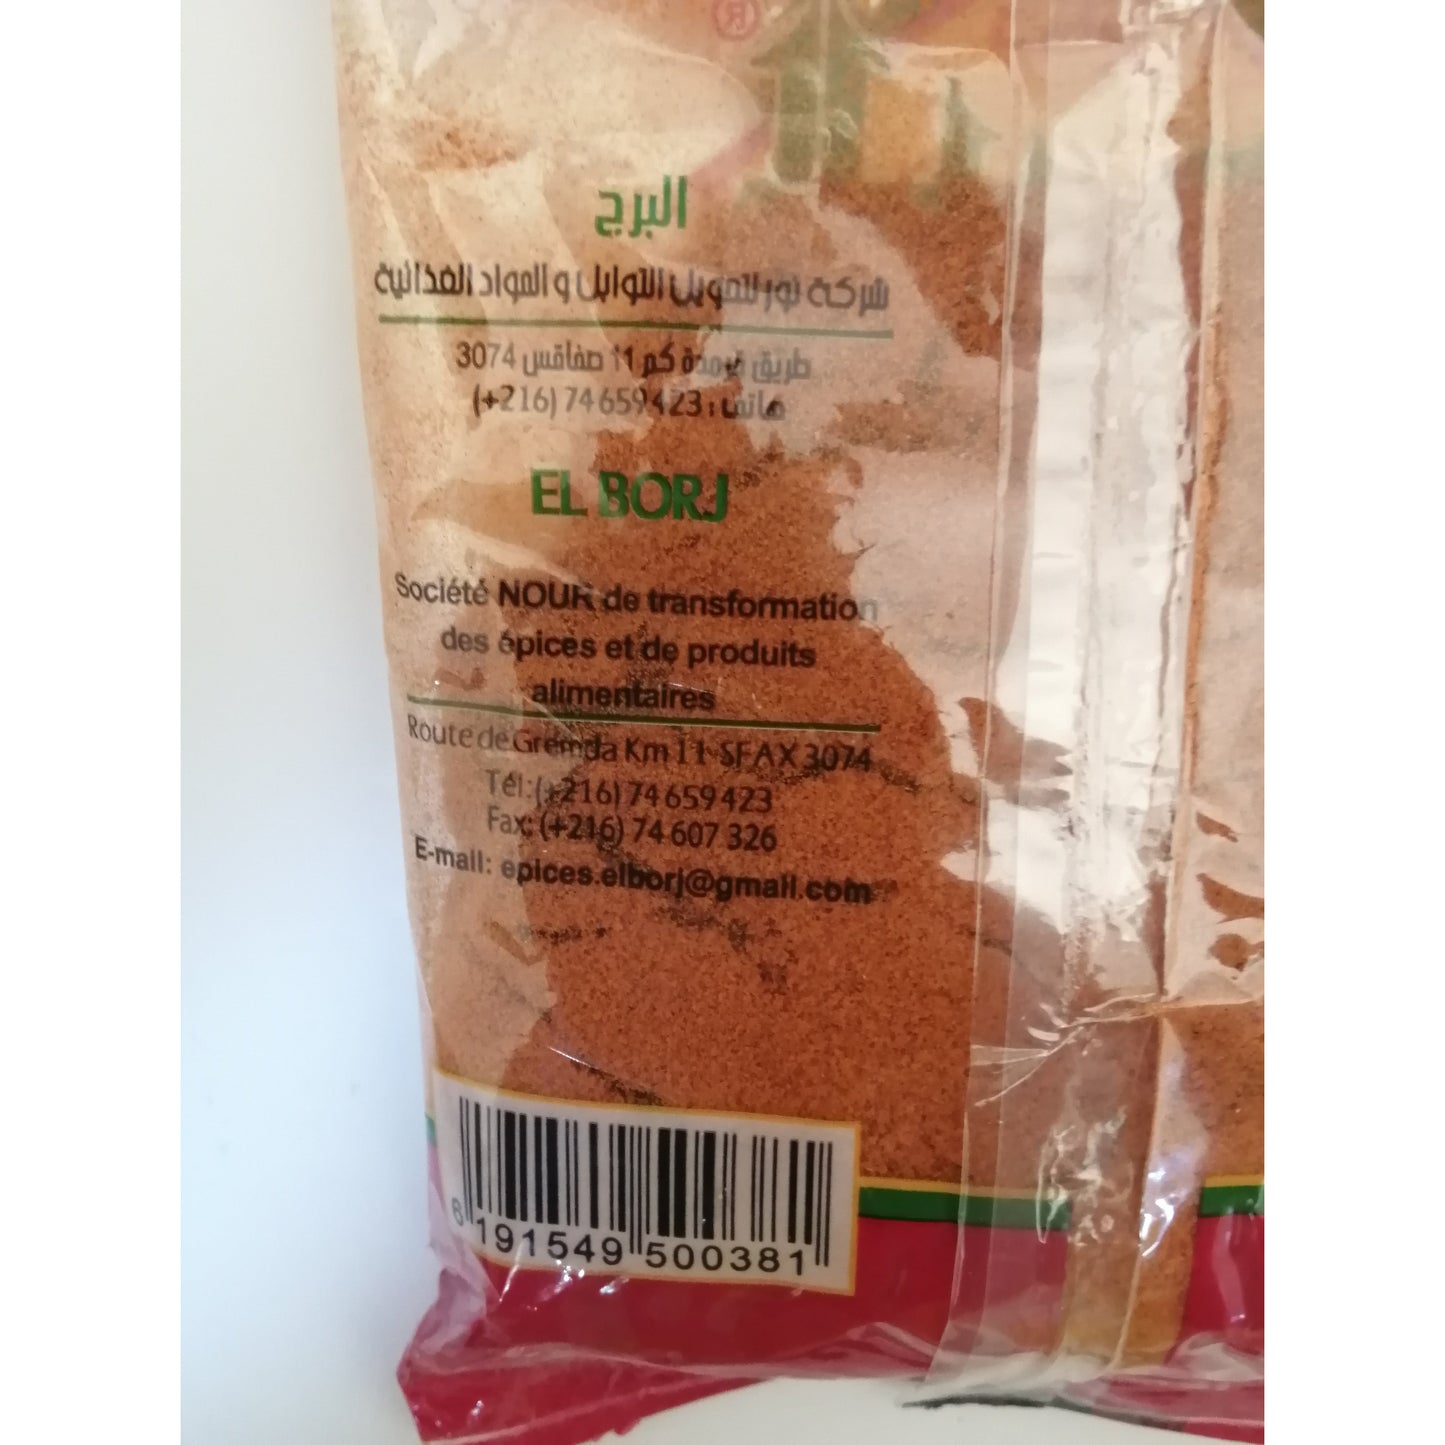 ®
البرج
شركة نور لتحويل التوابل و المواد الغذائية
طريق قرمدة كم 11 صفاقس 3074
هاتف : 74659423 (216+)
EL BORJ
Société NOUR de transformation
des épices et de produits
alimentaires
Route de Gremda Km 11 SFAX 3074
Tél:(+216) 74 659 423
Fax: (+216) 74 607 326
E-mail: epices.elborj@gmail.com
6 191549 500381